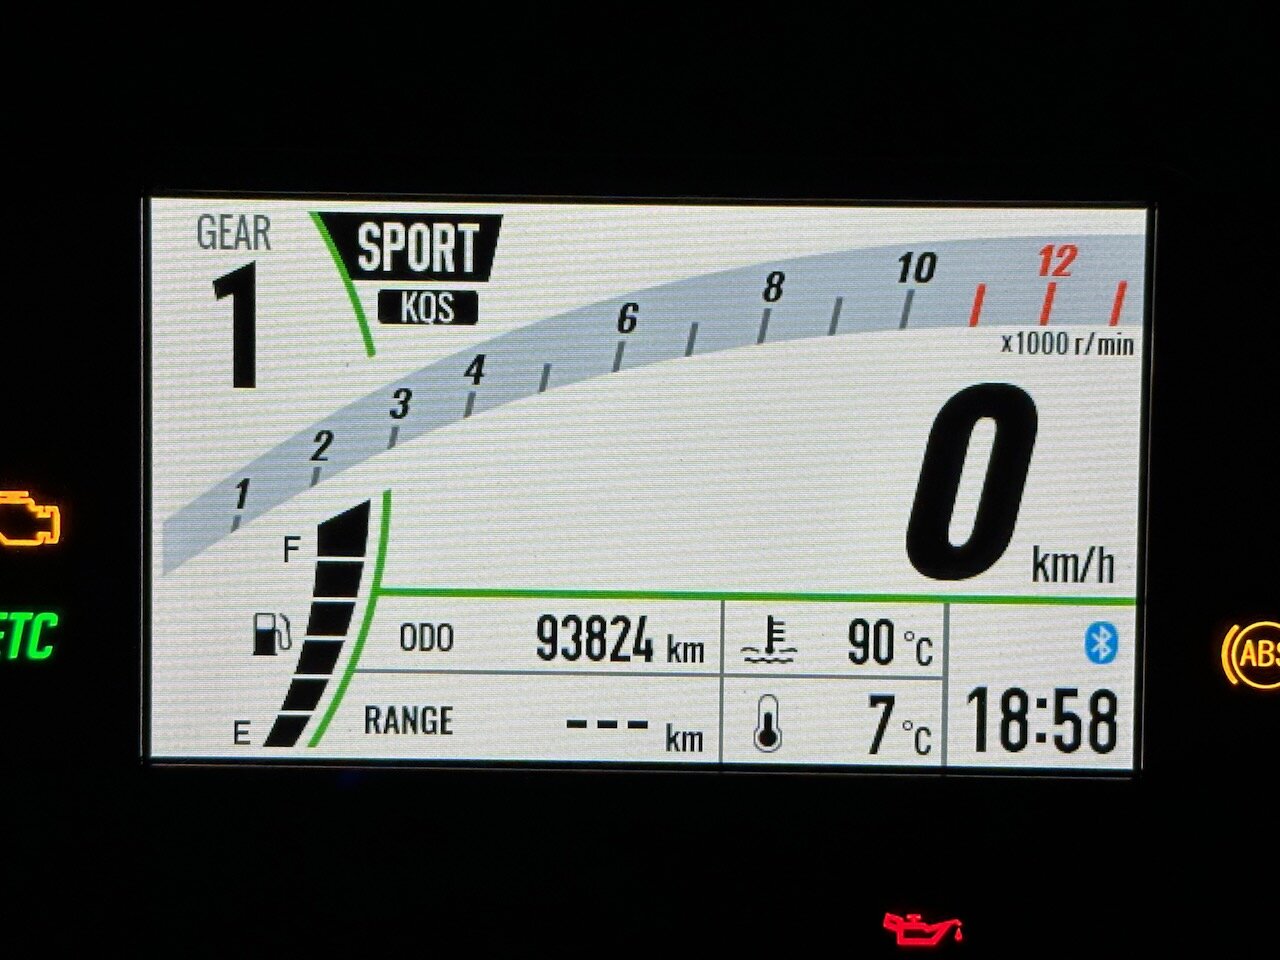 GEAR
1
SPORT
KQS
1 2 3 4 6 8 10 12
x1000 r/min
0 km/h
F
E
ODO 93824 km
RANGE --- km
90 °C
7 °C
18:58
ETC
ABS